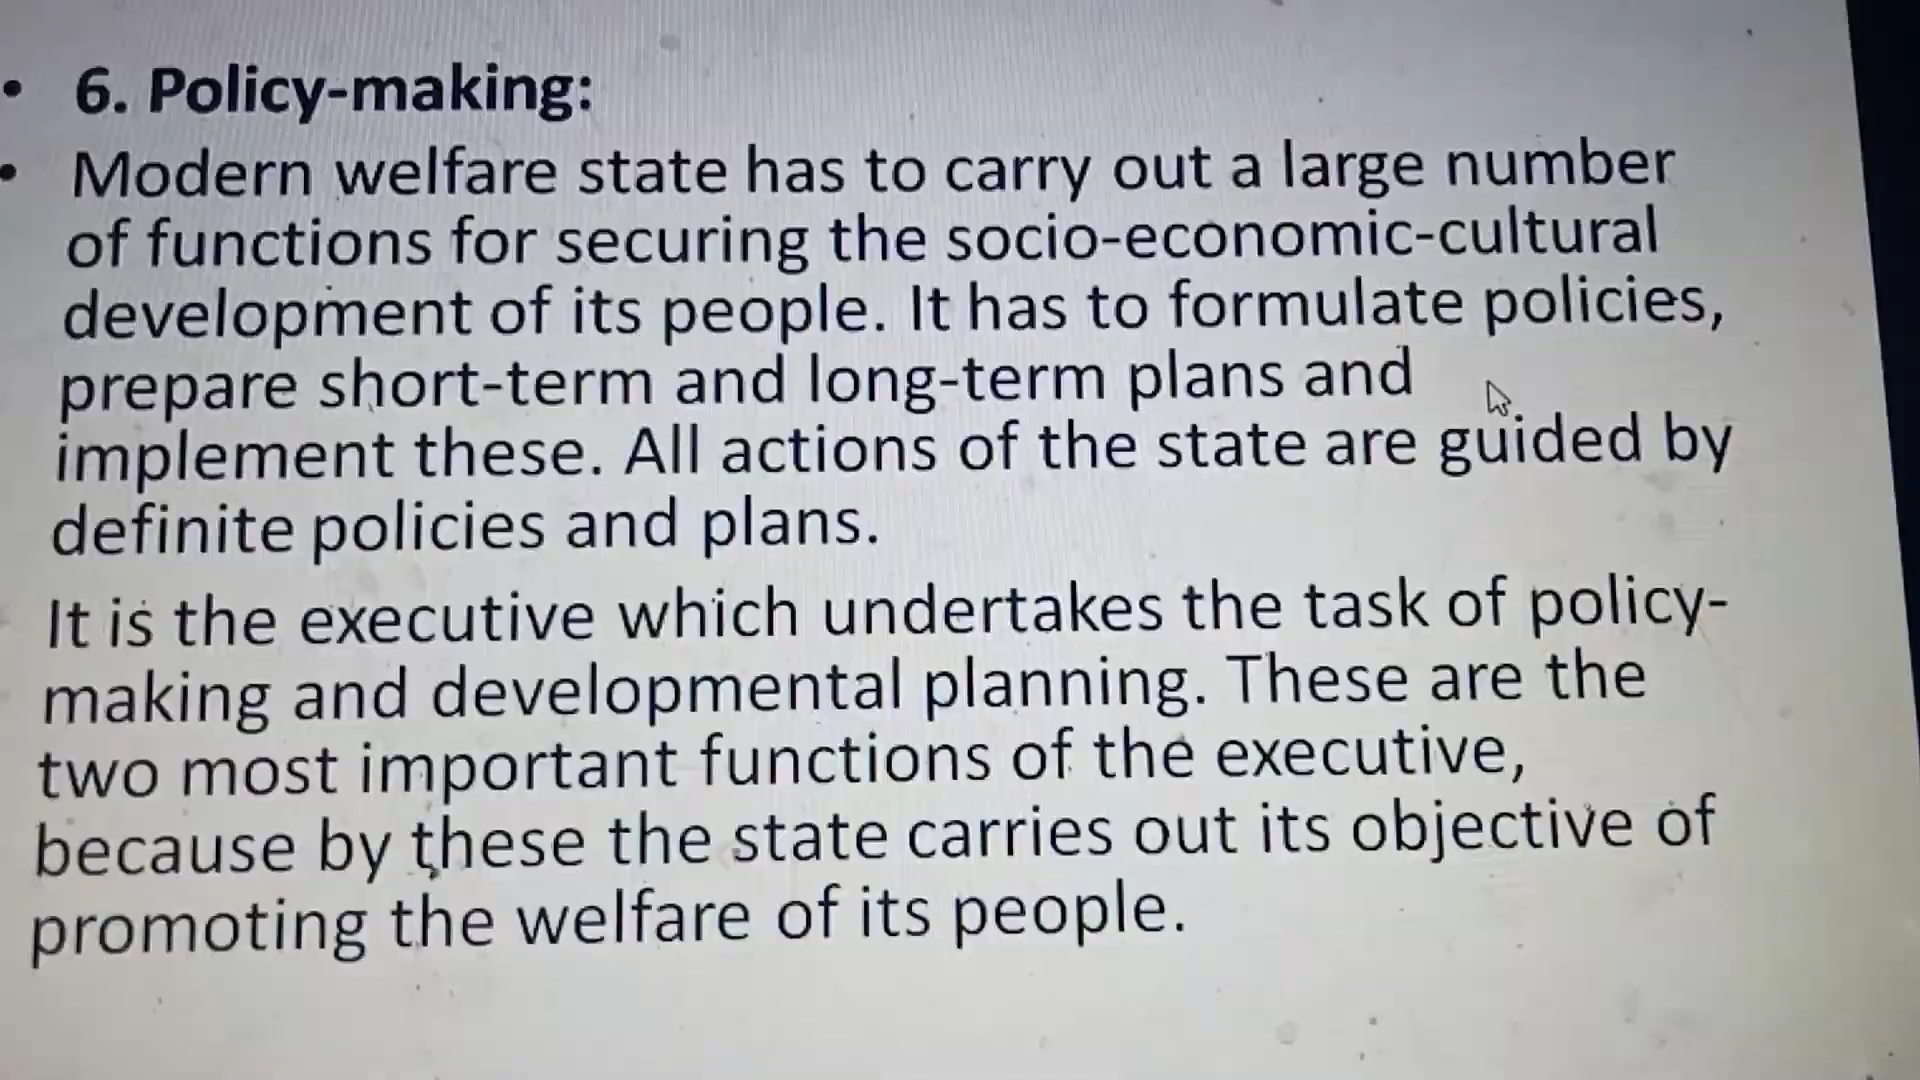 • 6. Policy-making:
• Modern welfare state has to carry out a large number
of functions for securing the socio-economic-cultural
development of its people. It has to formulate policies,
prepare short-term and long-term plans and
implement these. All actions of the state are guided by
definite policies and plans.
It is the executive which undertakes the task of policy-
making and developmental planning. These are the
two most important functions of the executive,
because by these the state carries out its objective of
promoting the welfare of its people.